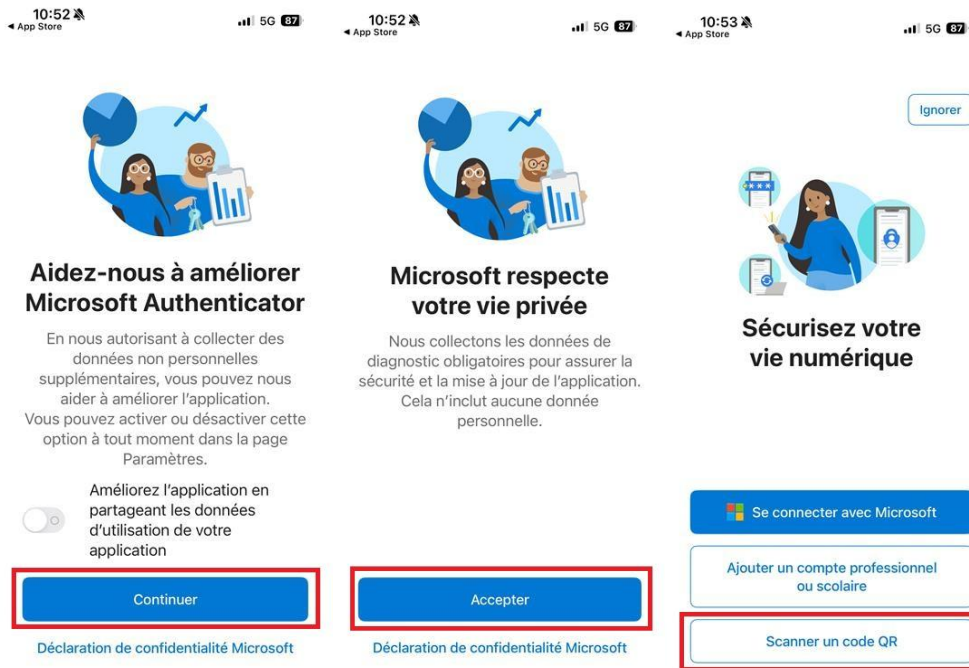 10:52
App Store
5G 87
Aidez-nous à améliorer
Microsoft Authenticator
En nous autorisant à collecter des
données non personnelles
supplémentaires, vous pouvez nous
aider à améliorer l'application.
Vous pouvez activer ou désactiver cette
option à tout moment dans la page
Paramètres.
Améliorez l'application en
partageant les données
d'utilisation de votre
application
Continuer
Déclaration de confidentialité Microsoft
10:52
App Store
5G 87
Microsoft respecte
votre vie privée
Nous collectons les données de
diagnostic obligatoires pour assurer la
sécurité et la mise à jour de l'application.
Cela n'inclut aucune donnée
personnelle.
Accepter
Déclaration de confidentialité Microsoft
10:53
App Store
5G 87
Ignorer
Sécurisez votre
vie numérique
Se connecter avec Microsoft
Ajouter un compte professionnel
ou scolaire
Scanner un code QR